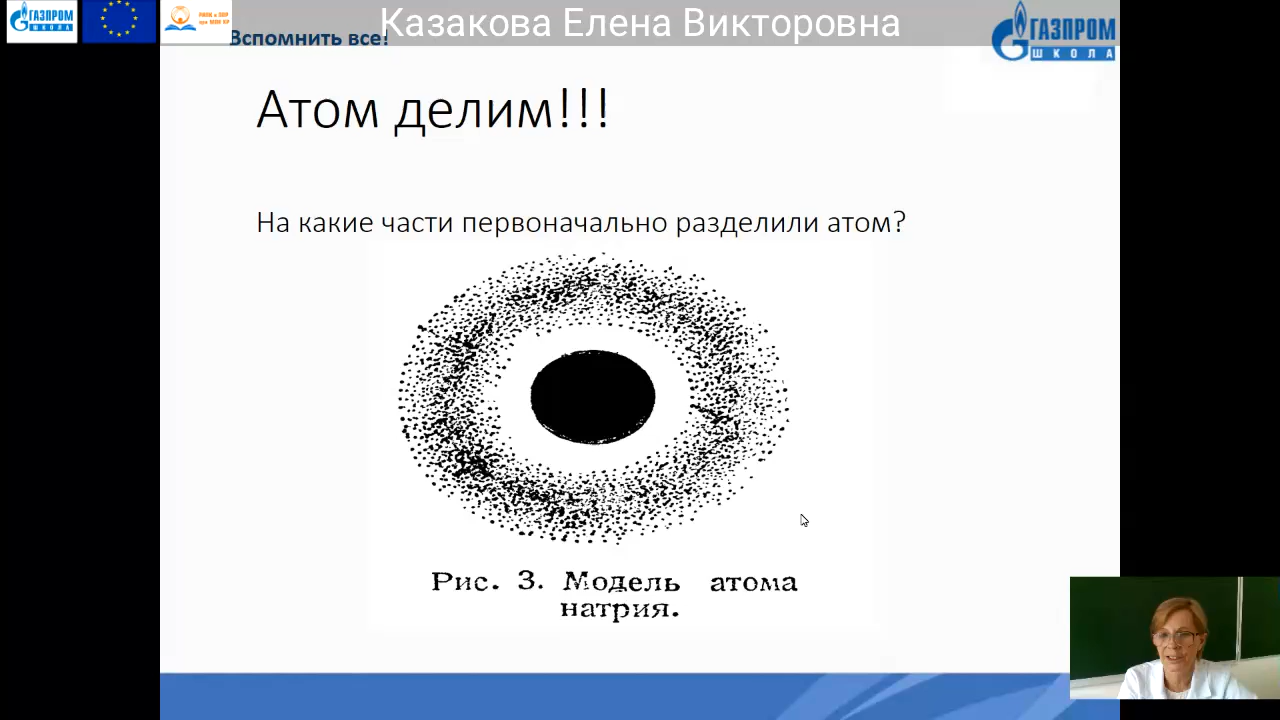 ГАЗПРОМ
ШКОЛА
Казакова Елена Викторовна
Вспомнить все!
ГАЗПРОМ
ШКОЛА
Атом делим!!!
На какие части первоначально разделили атом?
Рис. 3. Модель атома
натрия.